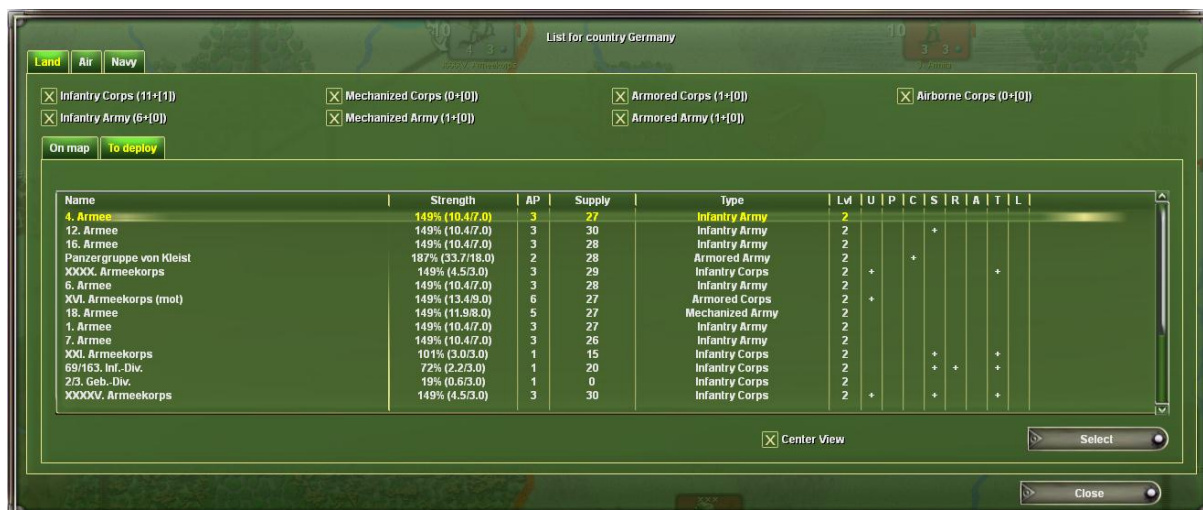 List for country Germany
Land Air Navy
X Infantry Corps (11+[1]) X Mechanized Corps (0+[0]) X Armored Corps (1+[0]) X Airborne Corps (0+[0])
X Infantry Army (6+[0]) X Mechanized Army (1+[0]) X Armored Army (1+[0])
On map To deploy
Name Strength AP Supply Type Lvl U P C S R A T L
4. Armee 149% (10.4/7.0) 3 27 Infantry Army 2
12. Armee 149% (10.4/7.0) 3 30 Infantry Army 2 +
16. Armee 149% (10.4/7.0) 3 28 Infantry Army 2
Panzergruppe von Kleist 187% (33.7/18.0) 2 28 Armored Army 2 +
XXXX. Armeekorps 149% (4.5/3.0) 3 29 Infantry Corps 2 + +
6. Armee 149% (10.4/7.0) 3 28 Infantry Army 2
XVI. Armeekorps (mot) 149% (13.4/9.0) 6 27 Armored Corps 2 +
18. Armee 149% (11.9/8.0) 5 27 Mechanized Army 2
1. Armee 149% (10.4/7.0) 3 27 Infantry Army 2
7. Armee 149% (10.4/7.0) 3 26 Infantry Army 2
XXI. Armeekorps 101% (3.0/3.0) 1 15 Infantry Corps 2 + +
69/163. Inf.-Div. 72% (2.2/3.0) 1 20 Infantry Corps 2 + + +
2/3. Geb.-Div. 19% (0.6/3.0) 1 0 Infantry Corps 2
XXXXV. Armeekorps 149% (4.5/3.0) 3 30 Infantry Corps 2 + + +
X Center View Select
Close